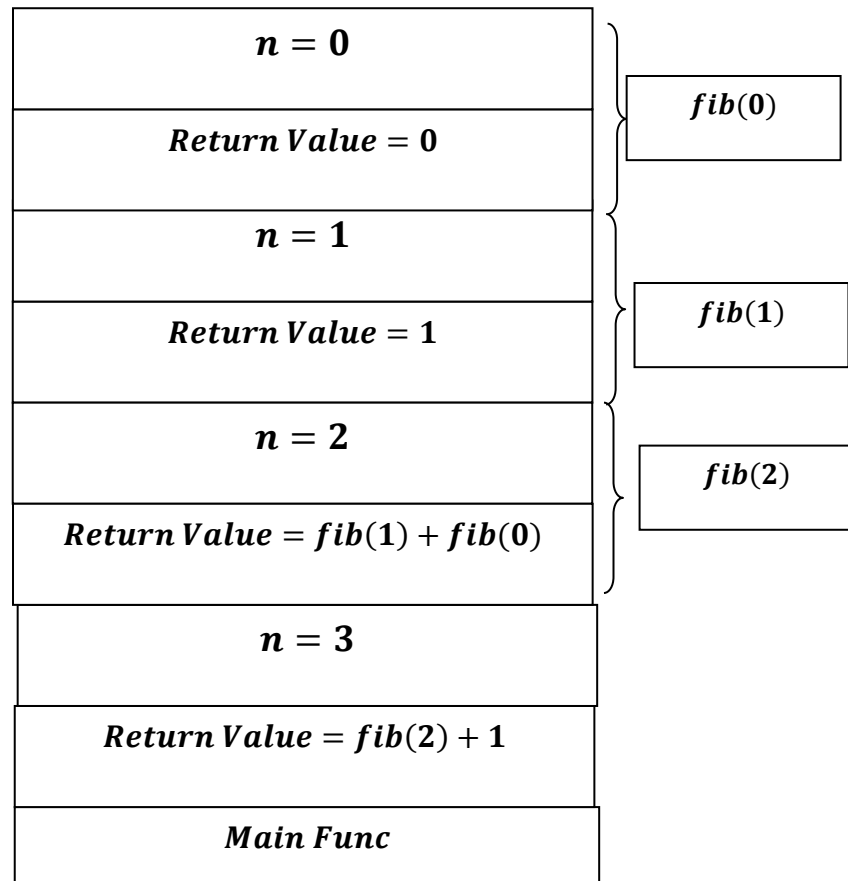 n = 0
fib(0)
Return Value = 0
n = 1
fib(1)
Return Value = 1
n = 2
fib(2)
Return Value = fib(1) + fib(0)
n = 3
Return Value = fib(2) + 1
Main Func